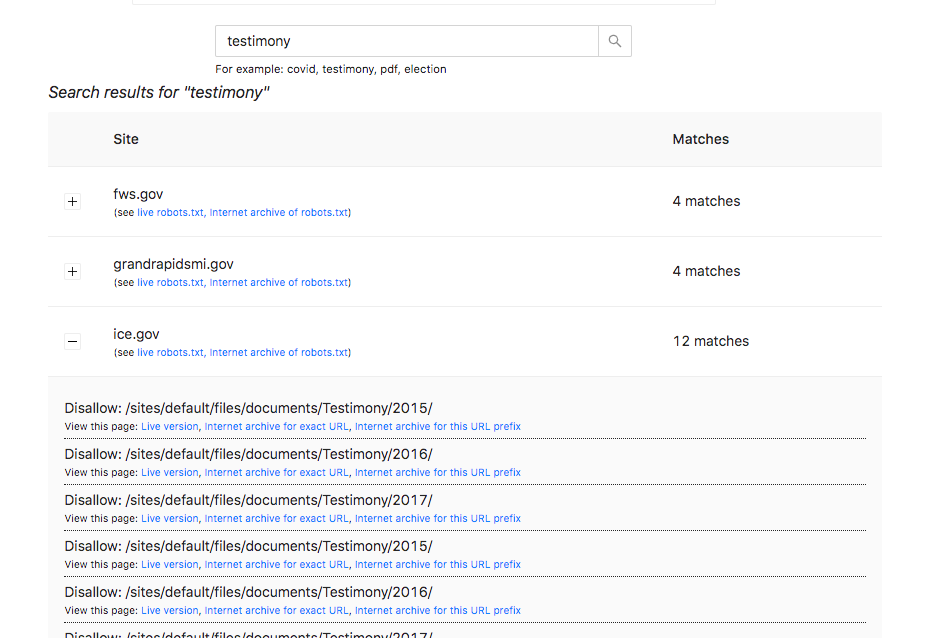 testimony
For example: covid, testimony, pdf, election
Search results for "testimony"
Site Matches
fws.gov
(see live robots.txt, Internet archive of robots.txt)
4 matches
grandrapidsmi.gov
(see live robots.txt, Internet archive of robots.txt)
4 matches
ice.gov
(see live robots.txt, Internet archive of robots.txt)
12 matches
Disallow: /sites/default/files/documents/Testimony/2015/
View this page: Live version, Internet archive for exact URL, Internet archive for this URL prefix
Disallow: /sites/default/files/documents/Testimony/2016/
View this page: Live version, Internet archive for exact URL, Internet archive for this URL prefix
Disallow: /sites/default/files/documents/Testimony/2017/
View this page: Live version, Internet archive for exact URL, Internet archive for this URL prefix
Disallow: /sites/default/files/documents/Testimony/2015/
View this page: Live version, Internet archive for exact URL, Internet archive for this URL prefix
Disallow: /sites/default/files/documents/Testimony/2016/
View this page: Live version, Internet archive for exact URL, Internet archive for this URL prefix
Disallow: /sites/default/files/documents/Testimony/2017/